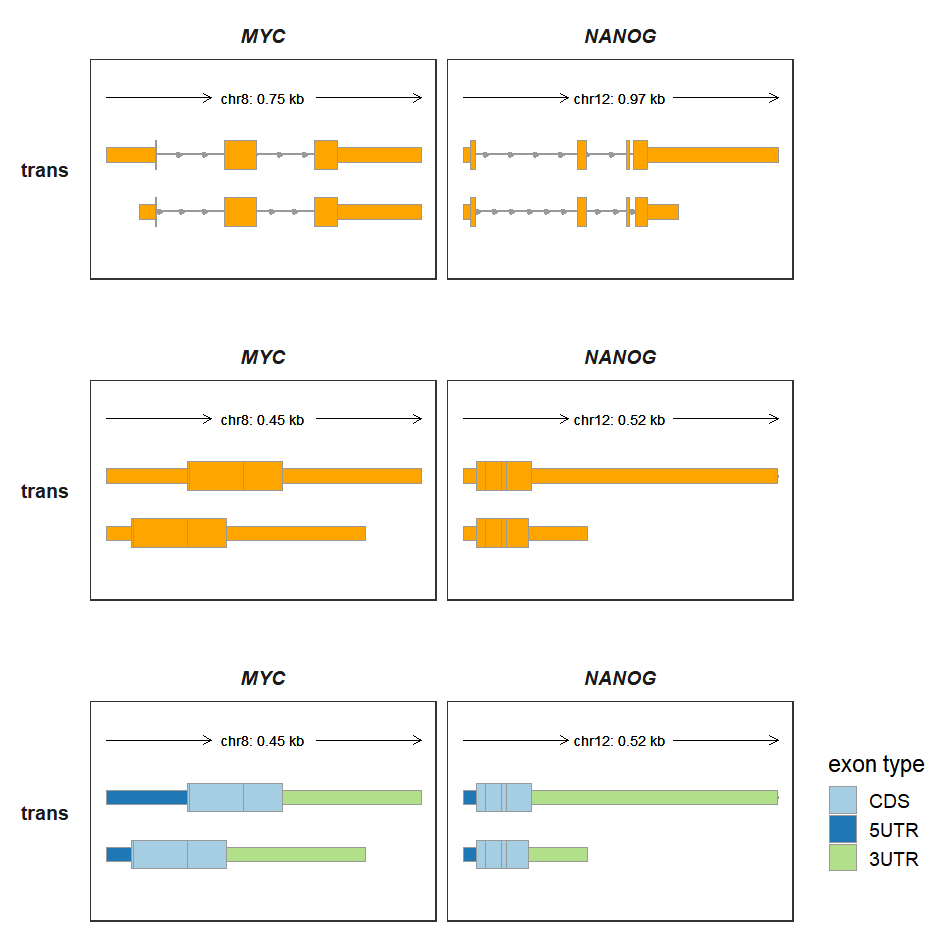 MYC NANOG
chr8: 0.75 kb chr12: 0.97 kb
trans
MYC NANOG
chr8: 0.45 kb chr12: 0.52 kb
trans
MYC NANOG
chr8: 0.45 kb chr12: 0.52 kb
trans
exon type
CDS
5UTR
3UTR